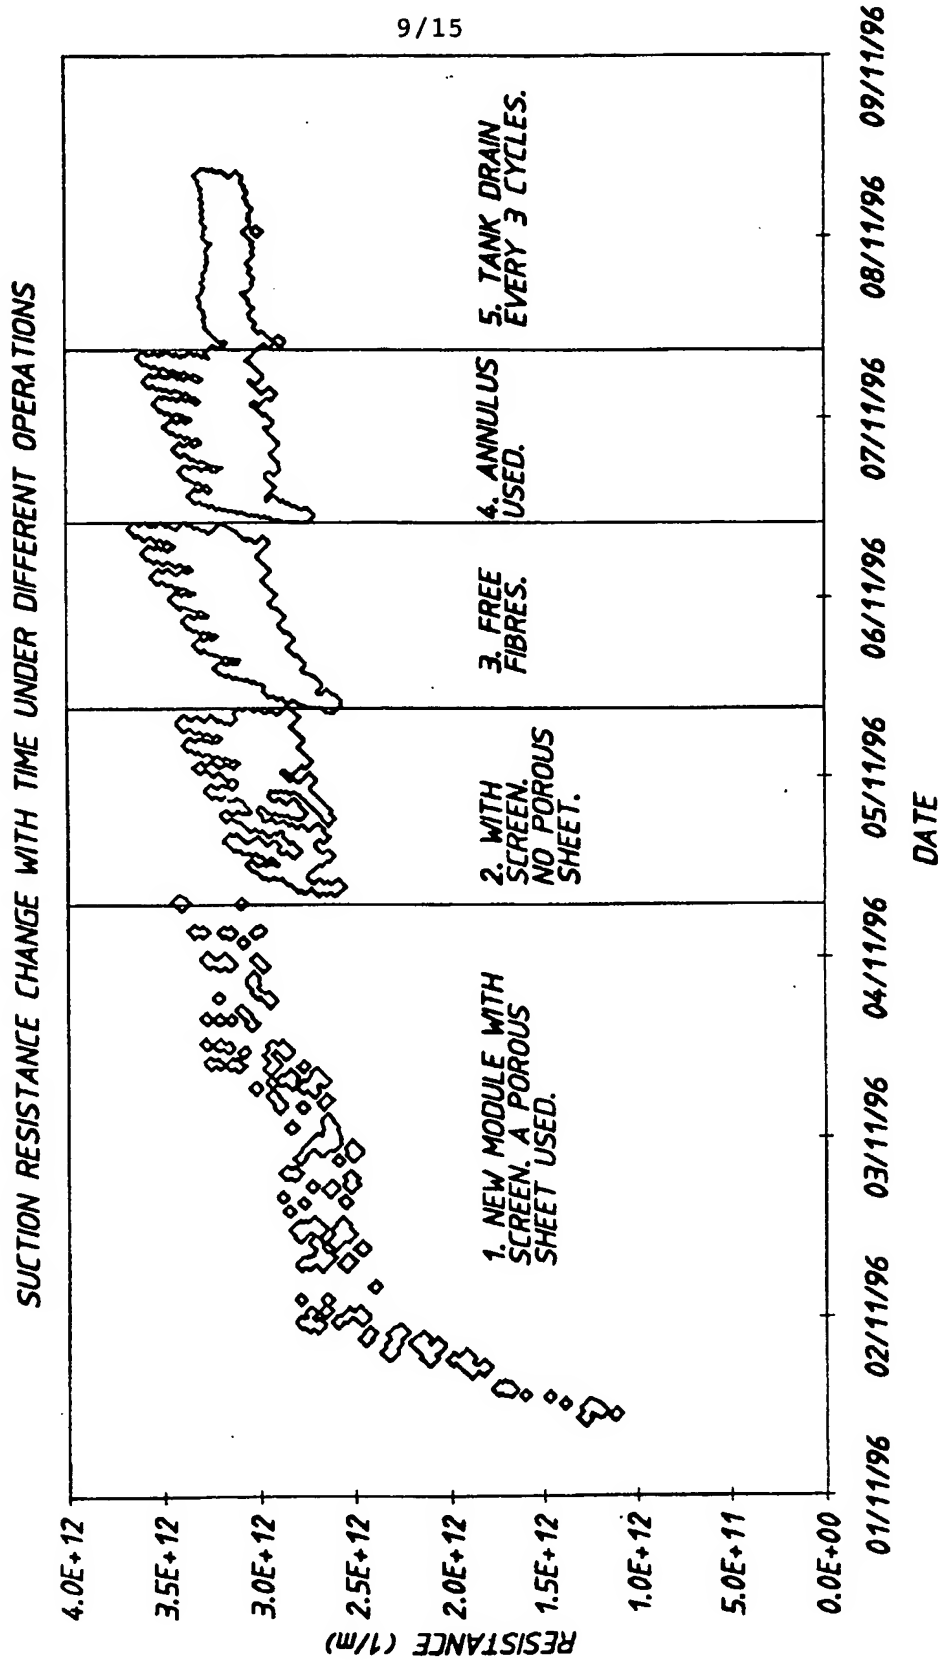 9/15
SUCTION RESISTANCE CHANGE WITH TIME UNDER DIFFERENT OPERATIONS
RESISTANCE (1/m)
4.0E+12
3.5E+12
3.0E+12
2.5E+12
2.0E+12
1.5E+12
1.0E+12
5.0E+11
0.0E+00
1. NEW MODULE WITH
SCREEN. A POROUS
SHEET USED.
2. WITH
SCREEN.
NO POROUS
SHEET.
3. FREE
FIBRES.
4. ANNULUS
USED.
5. TANK DRAIN
EVERY 3 CYCLES.
01/11/96
02/11/96
03/11/96
04/11/96
05/11/96
06/11/96
07/11/96
08/11/96
09/11/96
DATE